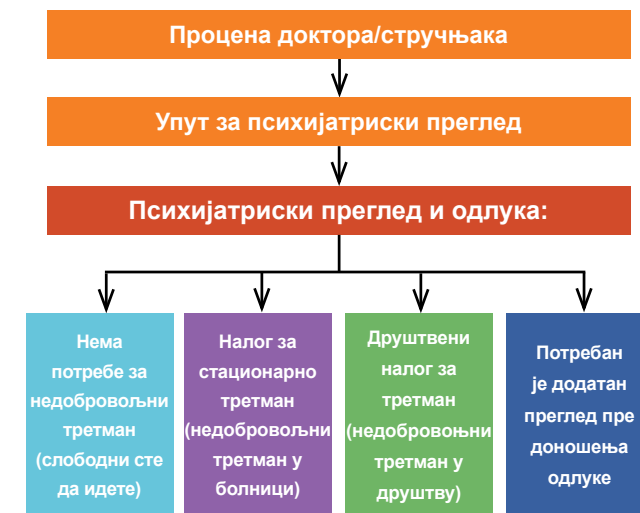 Процена доктора/стручњака
Упут за психијатриски преглед
Психијатриски преглед и одлука:
Нема
потребе за
недобровољни
третман
(слободни сте
да идете)
Налог за
стационарно
третман
(недобровољни
третман у
болници)
Друштвени
налог за
третман
(недобровоњни
третман у
друштву)
Потребан
је додатан
преглед пре
доношења
одлуке